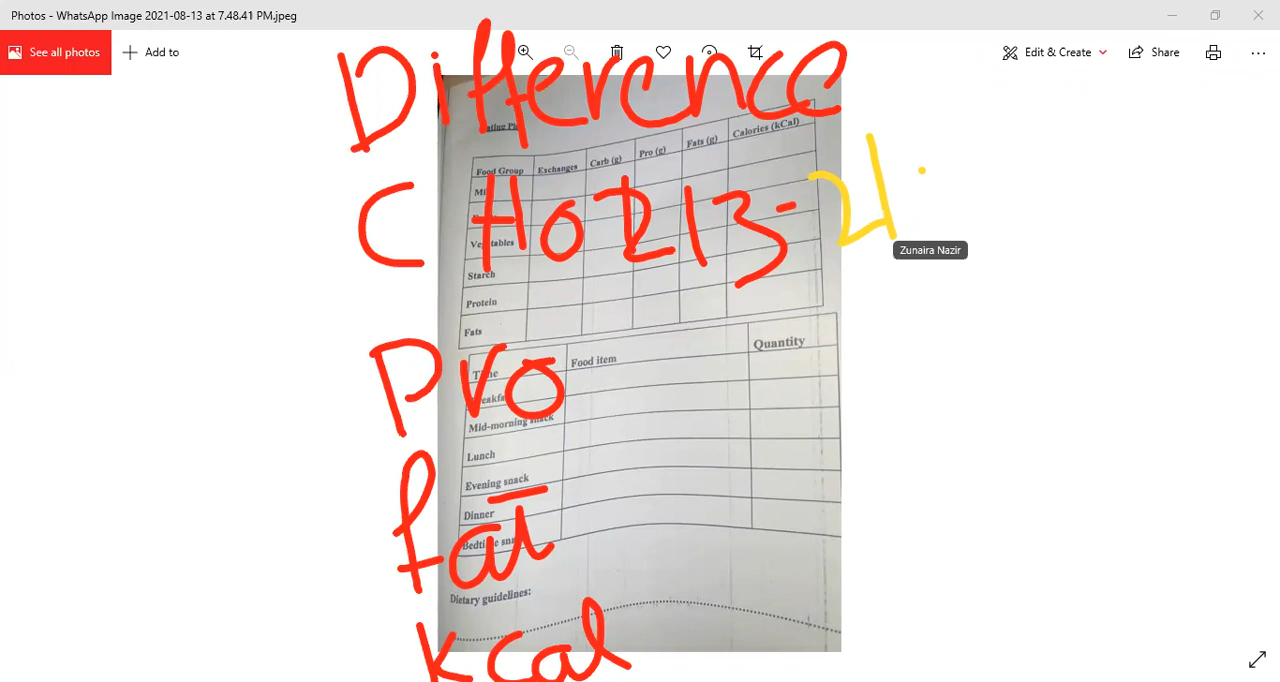 Photos - WhatsApp Image 2021-08-13 at 7.48.41 PM.jpeg
See all photos
Add to
Edit & Create
Share
Difference
CHO 213-21
Zunaira Nazir
Pro
fat
kcal
Food Group Exchanges Carb (g) Pro (g) Fats (g) Calories (kCal)
Starch
Protein
Fats
Food item Quantity
Mid-morning snack
Lunch
Evening snack
Dinner
Dietary guidelines: